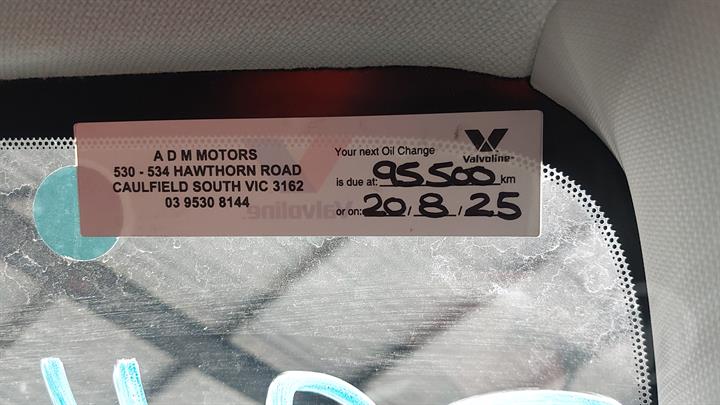 A D M MOTORS
530 - 534 HAWTHORN ROAD
CAULFIELD SOUTH VIC 3162
03 9530 8144
Your next Oil Change
Valvoline
is due at: 95500 km
or on: 20 / 8 / 25